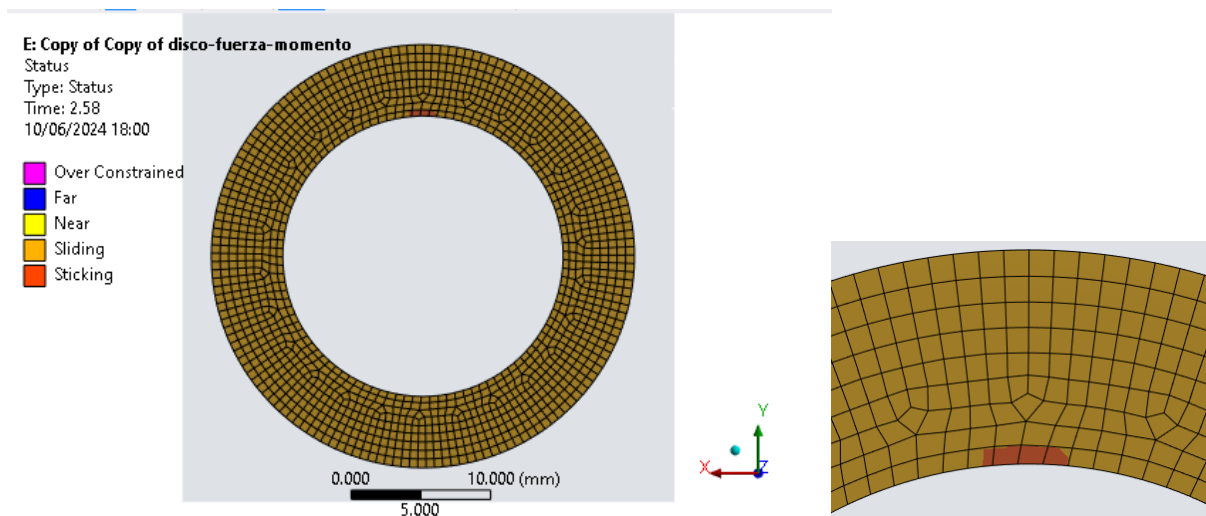 E: Copy of Copy of disco-fuerza-momento
Status
Type: Status
Time: 2.58
10/06/2024 18:00
Over Constrained
Far
Near
Sliding
Sticking
0.000 10.000 (mm)
5.000
Y
X Z